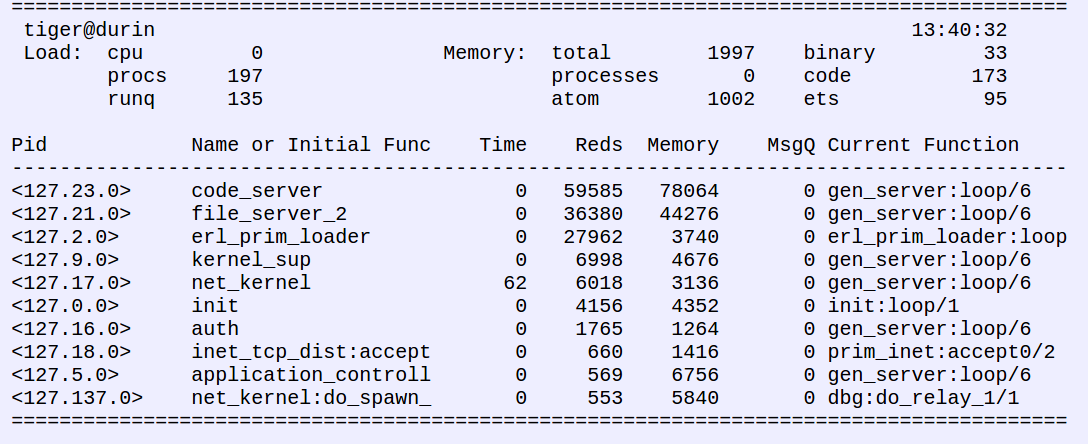 ========================================================================================
 tiger@durin                                                               13:40:32
 Load:  cpu         0               Memory:  total        1997    binary         33
        procs     197                        processes       0    code          173
        runq      135                        atom         1002    ets            95
Pid            Name or Initial Func    Time    Reds  Memory    MsgQ Current Function
----------------------------------------------------------------------------------------
<127.23.0>     code_server                0   59585   78064       0 gen_server:loop/6
<127.21.0>     file_server_2              0   36380   44276       0 gen_server:loop/6
<127.2.0>      erl_prim_loader            0   27962    3740       0 erl_prim_loader:loop
<127.9.0>      kernel_sup                 0    6998    4676       0 gen_server:loop/6
<127.17.0>     net_kernel                62    6018    3136       0 gen_server:loop/6
<127.0.0>      init                       0    4156    4352       0 init:loop/1
<127.16.0>     auth                       0    1765    1264       0 gen_server:loop/6
<127.18.0>     inet_tcp_dist:accept       0     660    1416       0 prim_inet:accept0/2
<127.5.0>      application_controll       0     569    6756       0 gen_server:loop/6
<127.137.0>    net_kernel:do_spawn_       0     553    5840       0 dbg:do_relay_1/1
========================================================================================